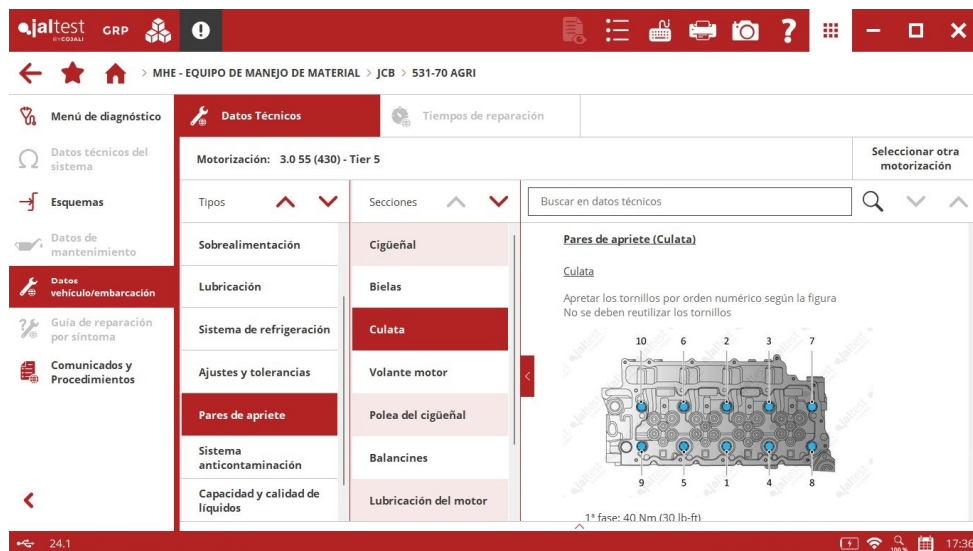 jaltest GRP
BY COJALI
> MHE - EQUIPO DE MANEJO DE MATERIAL > JCB > 531-70 AGRI
Menú de diagnóstico
Datos técnicos del
sistema
Esquemas
Datos de
mantenimiento
Datos
vehículo/embarcación
Guía de reparación
por síntoma
Comunicados y
Procedimientos
Datos Técnicos
Tiempos de reparación
Motorización: 3.0 55 (430) - Tier 5
Seleccionar otra
motorización
Tipos
Sobrealimentación
Lubricación
Sistema de refrigeración
Ajustes y tolerancias
Pares de apriete
Sistema
anticontaminación
Capacidad y calidad de
líquidos
Secciones
Cigüeñal
Bielas
Culata
Volante motor
Polea del cigüeñal
Balancines
Lubricación del motor
Buscar en datos técnicos
Pares de apriete (Culata)
Culata
Apretar los tornillos por orden numérico según la figura
No se deben reutilizar los tornillos
10 6 2 3 7
jaltest
9 5 1 4 8
1ª fase: 40 Nm (30 lb-ft)
24.1
100 %
17:36